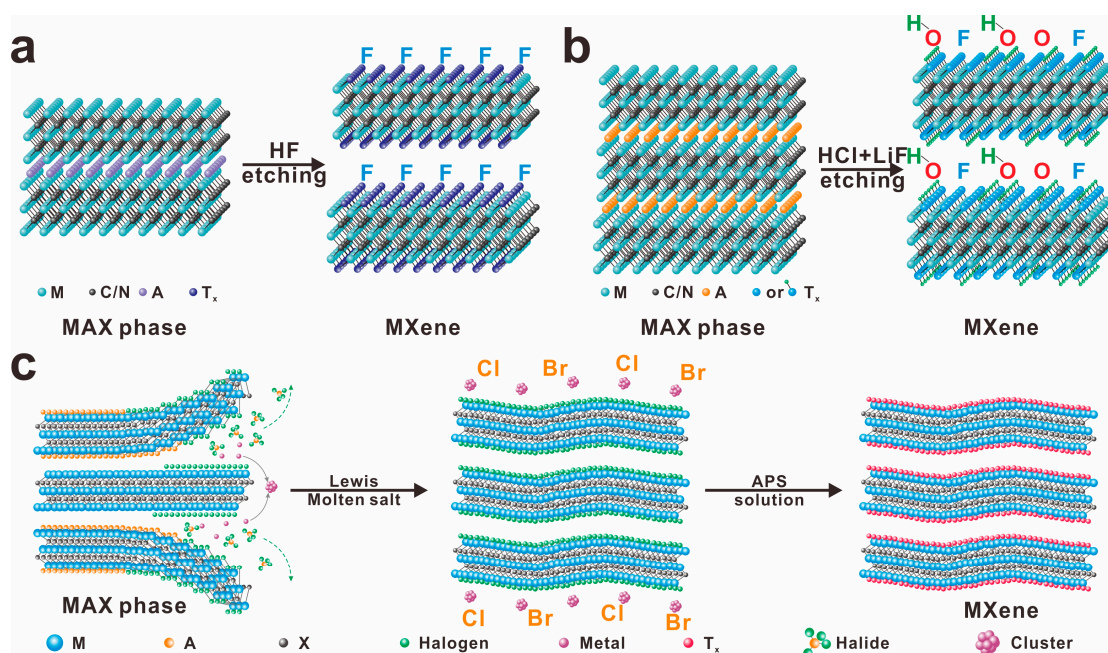 a
F F F F F
HF
etching
F F F F F
M C/N A Tx
MAX phase
MXene
b
H H
O F O O F
HCl+LiF
etching
H H
O F O O F
M C/N A or Tx
MAX phase
MXene
c
Cl Br Cl Br
Lewis
Molten salt
APS
solution
Cl Br Cl Br
MAX phase
MXene
M A X Halogen Metal Tx Halide Cluster